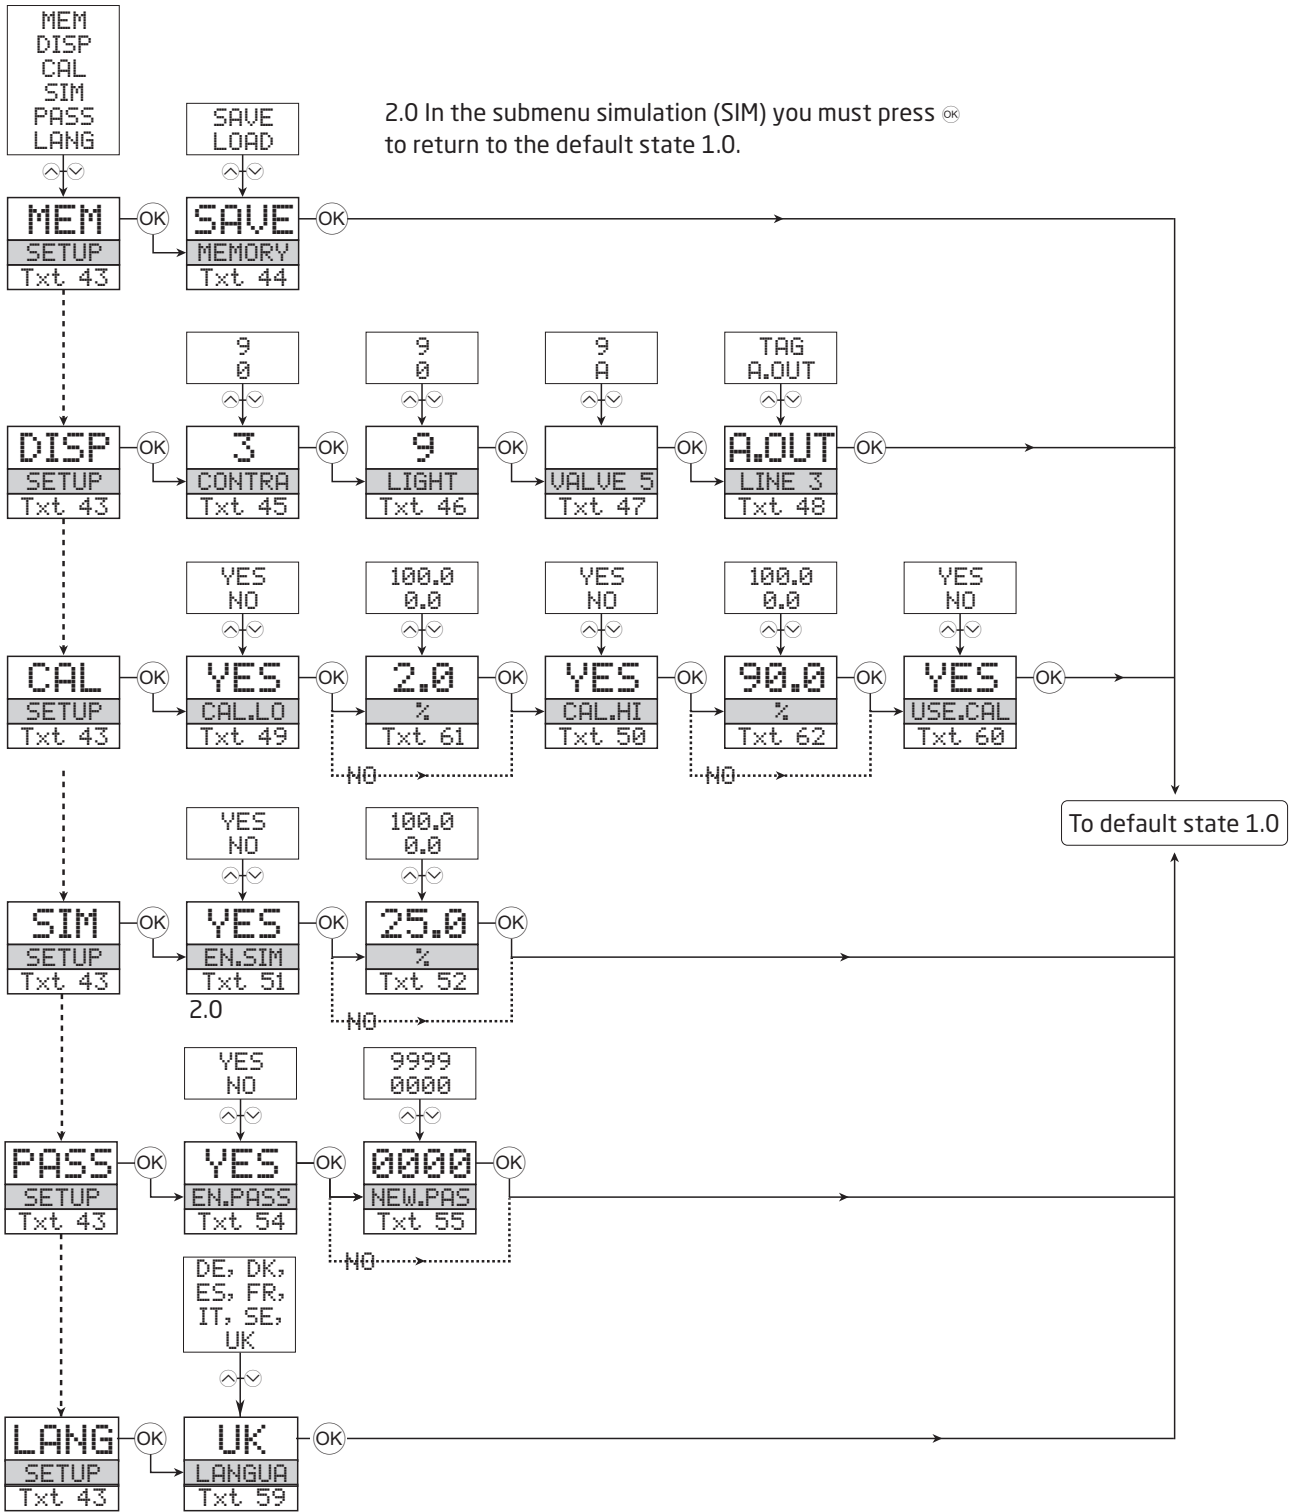 MEM
DISP
CAL
SIM
PASS
LANG
SAVE
LOAD
2.0 In the submenu simulation (SIM) you must press OK
to return to the default state 1.0.
MEM OK SAVE OK
SETUP MEMORY
Txt 43 Txt 44
9 9 9 TAG
0 0 A A.OUT
DISP OK 3 OK 9 OK OK A.OUT OK
SETUP CONTRA LIGHT VALVE 5 LINE 3
Txt 43 Txt 45 Txt 46 Txt 47 Txt 48
YES 100.0 YES 100.0 YES
NO 0.0 NO 0.0 NO
CAL OK YES OK 2.0 OK YES OK 90.0 OK YES OK
SETUP CAL.LO % CAL.HI % USE.CAL
Txt 43 Txt 49 Txt 61 Txt 50 Txt 62 Txt 60
NO NO
To default state 1.0
YES 100.0
NO 0.0
SIM OK YES OK 25.0 OK
SETUP EN.SIM %
Txt 43 Txt 51 Txt 52
2.0
NO
YES 9999
NO 0000
PASS OK YES OK 0000 OK
SETUP EN.PASS NEW.PAS
Txt 43 Txt 54 Txt 55
NO
DE, DK,
ES, FR,
IT, SE,
UK
LANG OK UK OK
SETUP LANGUA
Txt 43 Txt 59